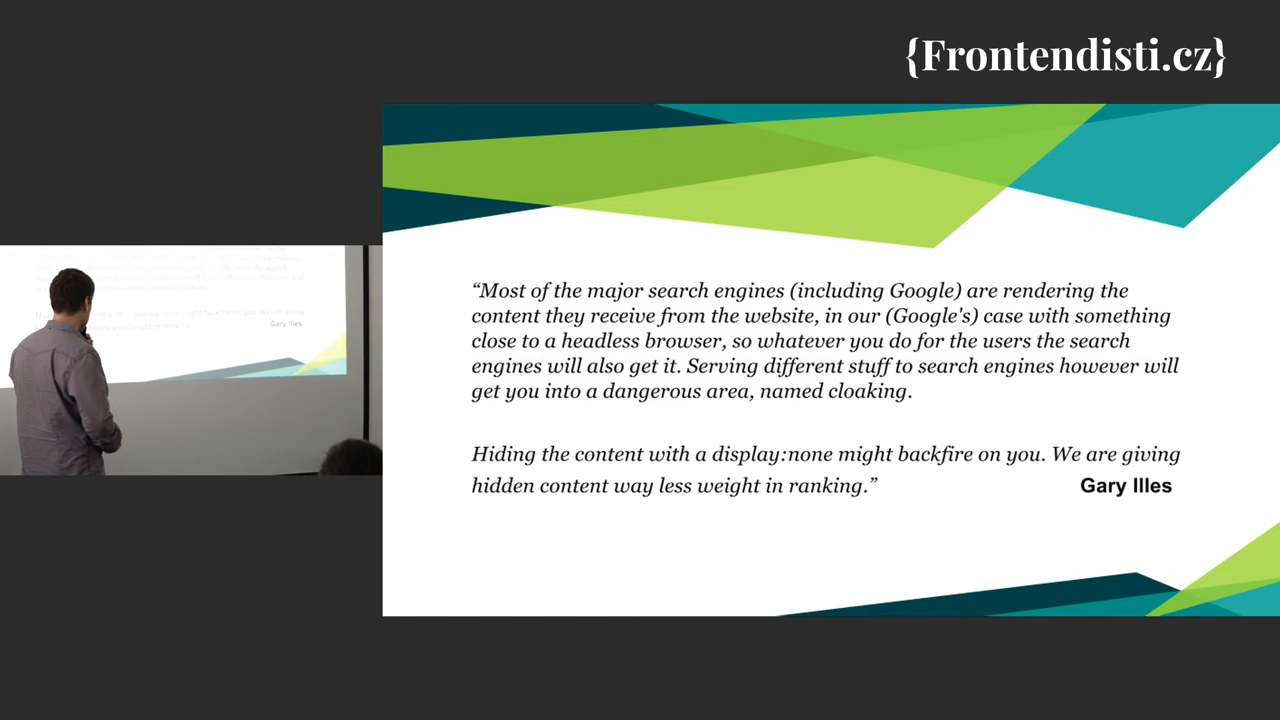 {Frontendisti.cz}
“Most of the major search engines (including Google) are rendering the
content they receive from the website, in our (Google's) case with something
close to a headless browser, so whatever you do for the users the search
engines will also get it. Serving different stuff to search engines however will
get you into a dangerous area, named cloaking.
Hiding the content with a display:none might backfire on you. We are giving
hidden content way less weight in ranking.”
Gary Illes
Gary Illes